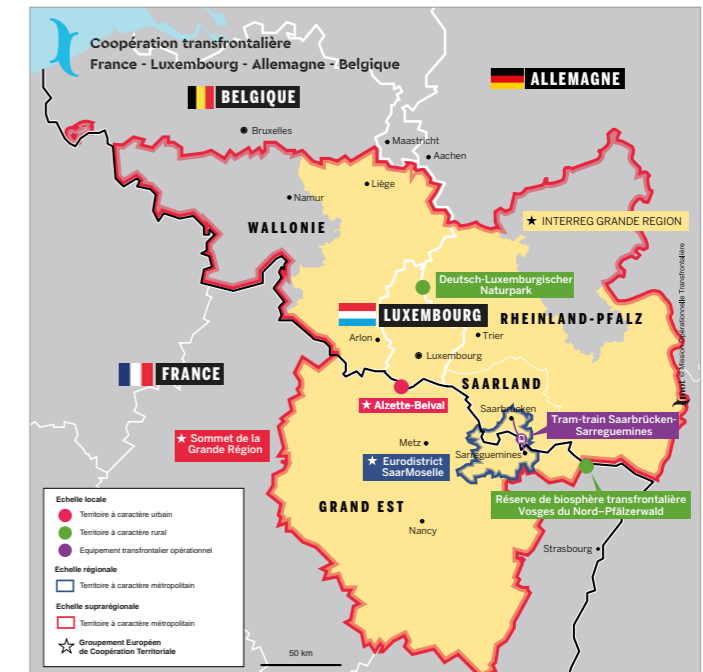 Coopération transfrontalière
France - Luxembourg - Allemagne - Belgique
BELGIQUE
ALLEMAGNE
Bruxelles
Maastricht
Aachen
Liège
Namur
WALLONIE
INTERREG GRANDE REGION
Deutsch-Luxemburgischer
Naturpark
LUXEMBOURG
RHEINLAND-PFALZ
Arlon
Trier
Luxembourg
FRANCE
SAARLAND
Alzette-Belval
Saarbrücken
Tram-train Saarbrücken-
Sarreguemines
Sommet de la
Grande Région
Metz
Sarreguemines
Eurodistrict
SaarMoselle
Réserve de biosphère transfrontalière
Vosges du Nord–Pfälzerwald
GRAND EST
Nancy
Strasbourg
mot © Mission Opérationnelle Transfrontalière
Echelle locale
Territoire à caractère urbain
Territoire à caractère rural
Equipement transfrontalier opérationnel
Echelle régionale
Territoire à caractère métropolitain
Echelle suprarégionale
Territoire à caractère métropolitain
Groupement Européen
de Coopération Territoriale
50 km